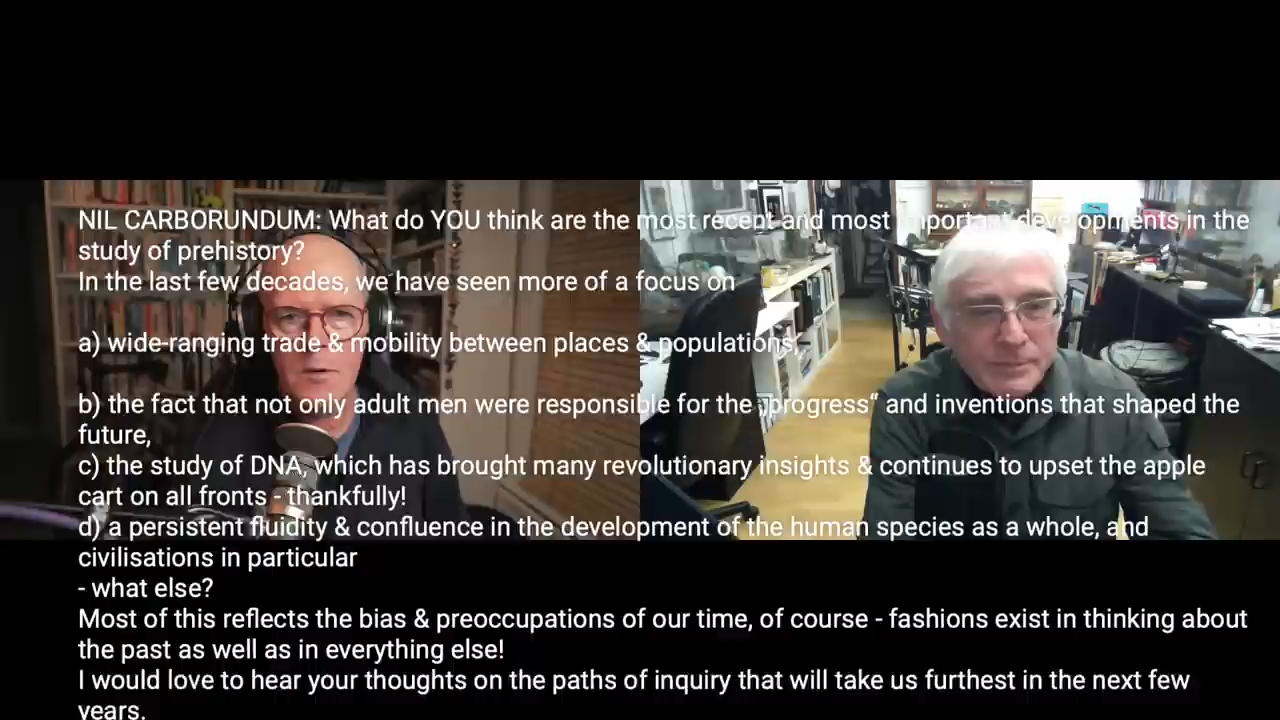 NIL CARBORUNDUM: What do YOU think are the most recent and most important developments in the
study of prehistory?
In the last few decades, we have seen more of a focus on
a) wide-ranging trade & mobility between places & populations,
b) the fact that not only adult men were responsible for the „progress“ and inventions that shaped the
future,
c) the study of DNA, which has brought many revolutionary insights & continues to upset the apple
cart on all fronts - thankfully!
d) a persistent fluidity & confluence in the development of the human species as a whole, and
civilisations in particular
- what else?
Most of this reflects the bias & preoccupations of our time, of course - fashions exist in thinking about
the past as well as in everything else!
I would love to hear your thoughts on the paths of inquiry that will take us furthest in the next few
years.